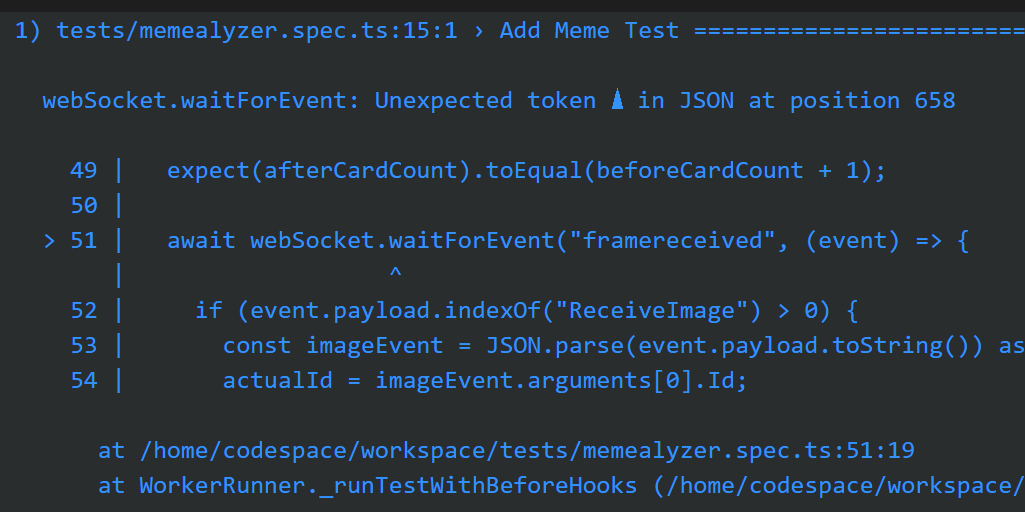 1) tests/memealyzer.spec.ts:15:1 › Add Meme Test ========================
webSocket.waitForEvent: Unexpected token ▲ in JSON at position 658
49 |   expect(afterCardCount).toEqual(beforeCardCount + 1);
50 |
> 51 |   await webSocket.waitForEvent("framereceived", (event) => {
|                   ^
52 |     if (event.payload.indexOf("ReceiveImage") > 0) {
53 |       const imageEvent = JSON.parse(event.payload.toString()) as
54 |       actualId = imageEvent.arguments[0].Id;
at /home/codespace/workspace/tests/memealyzer.spec.ts:51:19
at WorkerRunner._runTestWithBeforeHooks (/home/codespace/workspace/